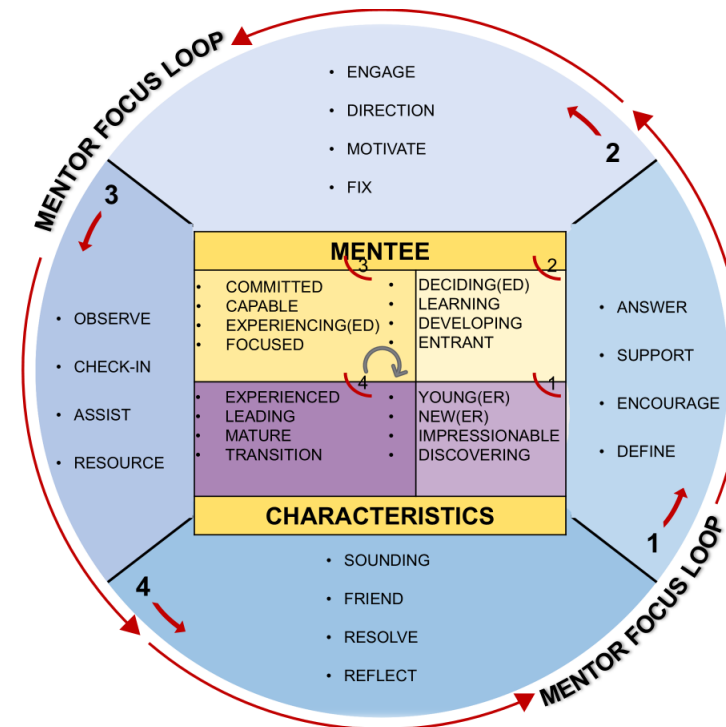 MENTOR FOCUS LOOP
• ENGAGE
• DIRECTION
• MOTIVATE
• FIX
2
3
• OBSERVE
• CHECK-IN
• ASSIST
• RESOURCE
MENTEE
3
• COMMITTED
• CAPABLE
• EXPERIENCING(ED)
• FOCUSED
2
• DECIDING(ED)
• LEARNING
• DEVELOPING
• ENTRANT
4
• EXPERIENCED
• LEADING
• MATURE
• TRANSITION
1
• YOUNG(ER)
• NEW(ER)
• IMPRESSIONABLE
• DISCOVERING
CHARACTERISTICS
• ANSWER
• SUPPORT
• ENCOURAGE
• DEFINE
1
4
• SOUNDING
• FRIEND
• RESOLVE
• REFLECT
MENTOR FOCUS LOOP